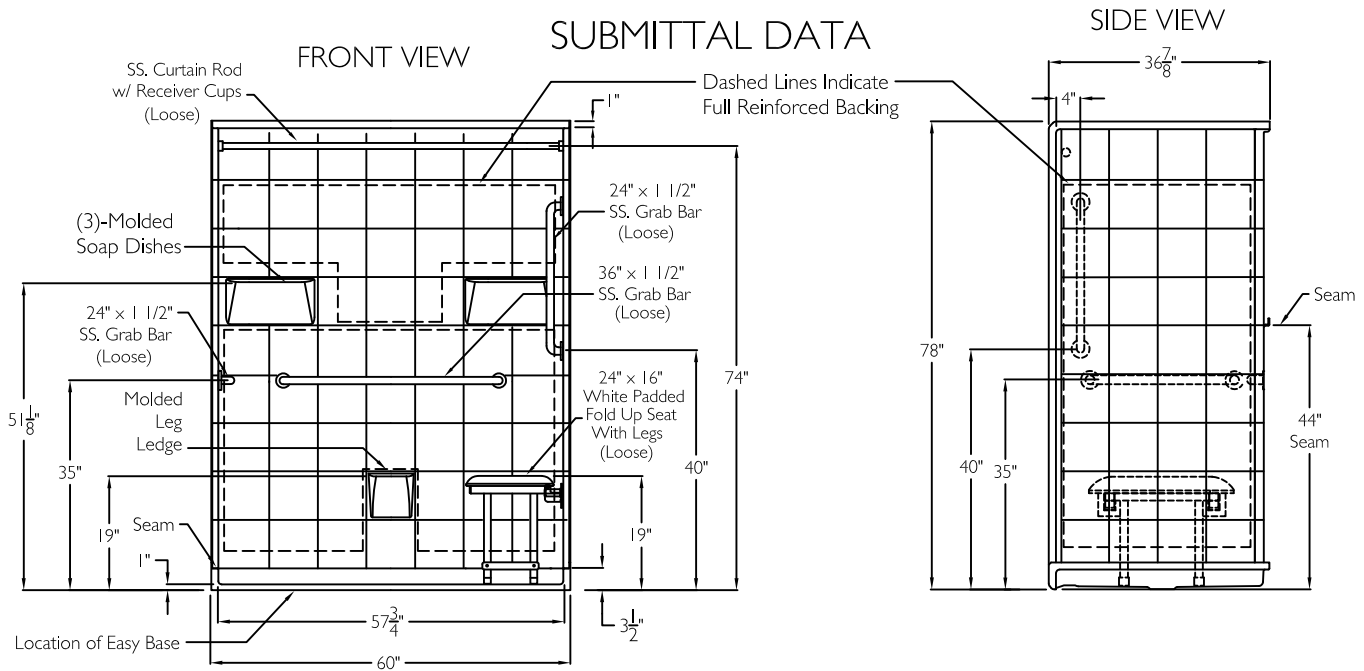 SUBMITTAL DATA
FRONT VIEW
SIDE VIEW
SS. Curtain Rod
w/ Receiver Cups
(Loose)
Dashed Lines Indicate
Full Reinforced Backing
1"
36 7/8"
4"
(3)-Molded
Soap Dishes
24" x 1 1/2"
SS. Grab Bar
(Loose)
36" x 1 1/2"
SS. Grab Bar
(Loose)
24" x 1 1/2"
SS. Grab Bar
(Loose)
Seam
78"
74"
51 1/8"
Molded
Leg
Ledge
24" x 16"
White Padded
Fold Up Seat
With Legs
(Loose)
44"
Seam
35"
40"
40"
35"
19"
19"
Seam
1"
3 1/2"
57 3/4"
Location of Easy Base
60"